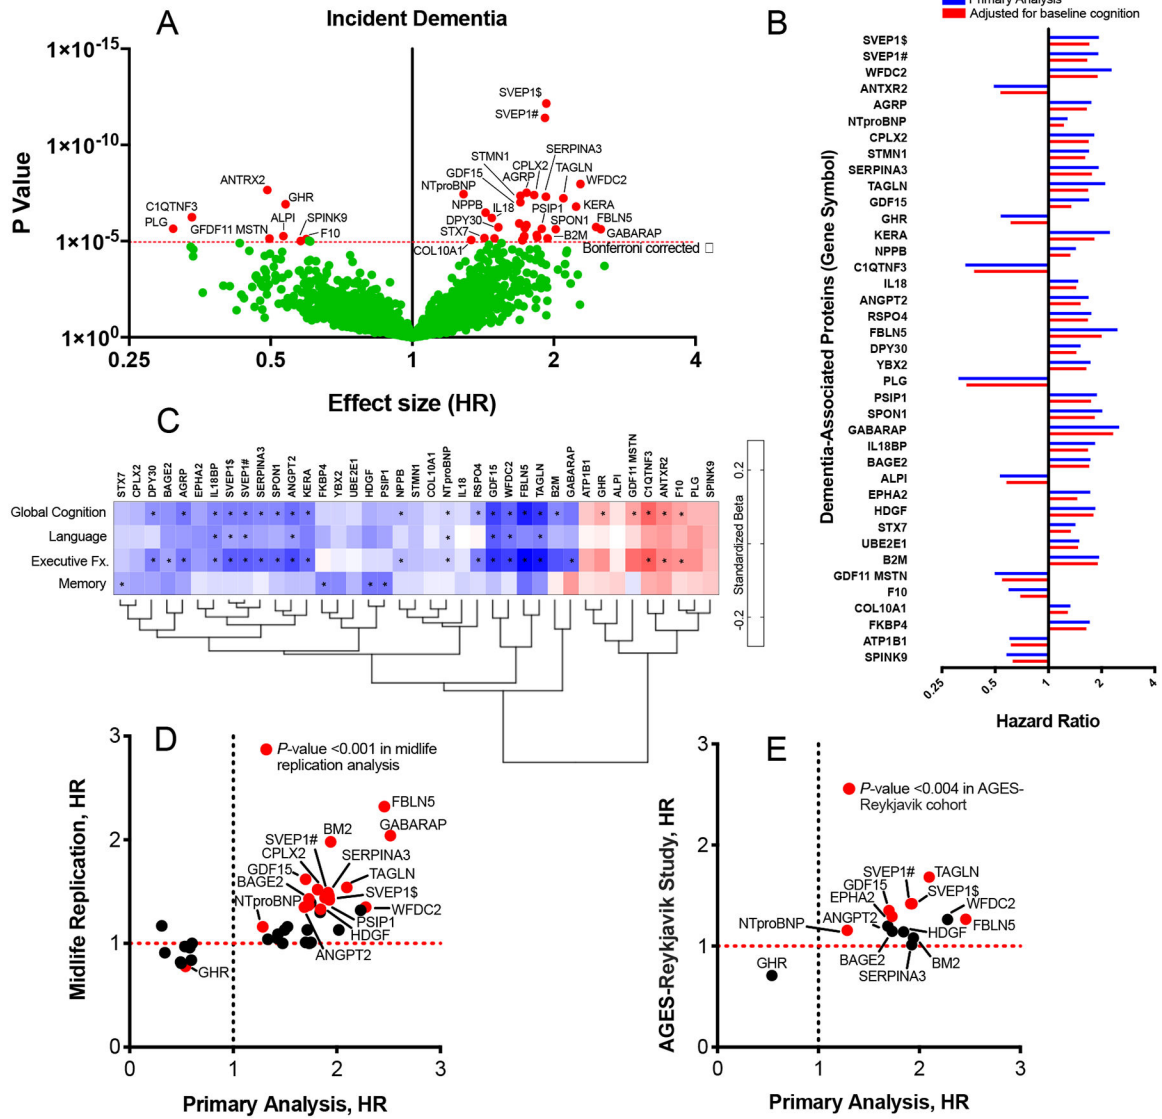 A
Incident Dementia
P Value
1×10-15
1×10-10
1×10-5
1×100
SVEP1$
SVEP1#
STMN1
SERPINA3
GDF15
CPLX2
AGRP
TAGLN
NTproBNP
WFDC2
NPPB
IL18
PSIP1
KERA
DPY30
SPON1
FBLN5
STX7
B2M
GABARAP
COL10A1
Bonferroni corrected
ANTRX2
GHR
C1QTNF3
PLG
GFDF11 MSTN
ALPI
SPINK9
F10
0.25
0.5
1
2
4
Effect size (HR)
B
Primary Analysis
Adjusted for baseline cognition
Dementia-Associated Proteins (Gene Symbol)
SVEP1$
SVEP1#
WFDC2
ANTXR2
AGRP
NTproBNP
CPLX2
STMN1
SERPINA3
TAGLN
GDF15
GHR
KERA
NPPB
C1QTNF3
IL18
ANGPT2
RSPO4
FBLN5
DPY30
YBX2
PLG
PSIP1
SPON1
GABARAP
IL18BP
BAGE2
ALPI
EPHA2
HDGF
STX7
UBE2E1
B2M
GDF11 MSTN
F10
COL10A1
FKBP4
ATP1B1
SPINK9
0.25
0.5
1
2
4
Hazard Ratio
C
STX7
CPLX2
DPY30
BAGE2
AGRP
EPHA2
IL18BP
SVEP1$
SVEP1#
SERPINA3
SPON1
ANGPT2
KERA
FKBP4
YBX2
UBE2E1
HDGF
PSIP1
NPPB
STMN1
COL10A1
NTproBNP
IL18
RSPO4
GDF15
WFDC2
FBLN5
TAGLN
B2M
GABARAP
ATP1B1
GHR
ALPI
GDF11 MSTN
C1QTNF3
ANTXR2
F10
PLG
SPINK9
Global Cognition
Language
Executive Fx.
Memory
Standardized Beta
0.2
-0.2
D
P-value <0.001 in midlife
replication analysis
Midlife Replication, HR
3
2
1
0
FBLN5
GABARAP
BM2
SVEP1#
CPLX2
SERPINA3
GDF15
TAGLN
BAGE2
SVEP1$
NTproBNP
WFDC2
PSIP1
HDGF
ANGPT2
GHR
0
1
2
3
Primary Analysis, HR
E
P-value <0.004 in AGES-
Reykjavik cohort
AGES-Reykjavik Study, HR
3
2
1
0
SVEP1#
TAGLN
GDF15
SVEP1$
EPHA2
WFDC2
NTproBNP
ANGPT2
HDGF
FBLN5
BAGE2
BM2
SERPINA3
GHR
0
1
2
3
Primary Analysis, HR